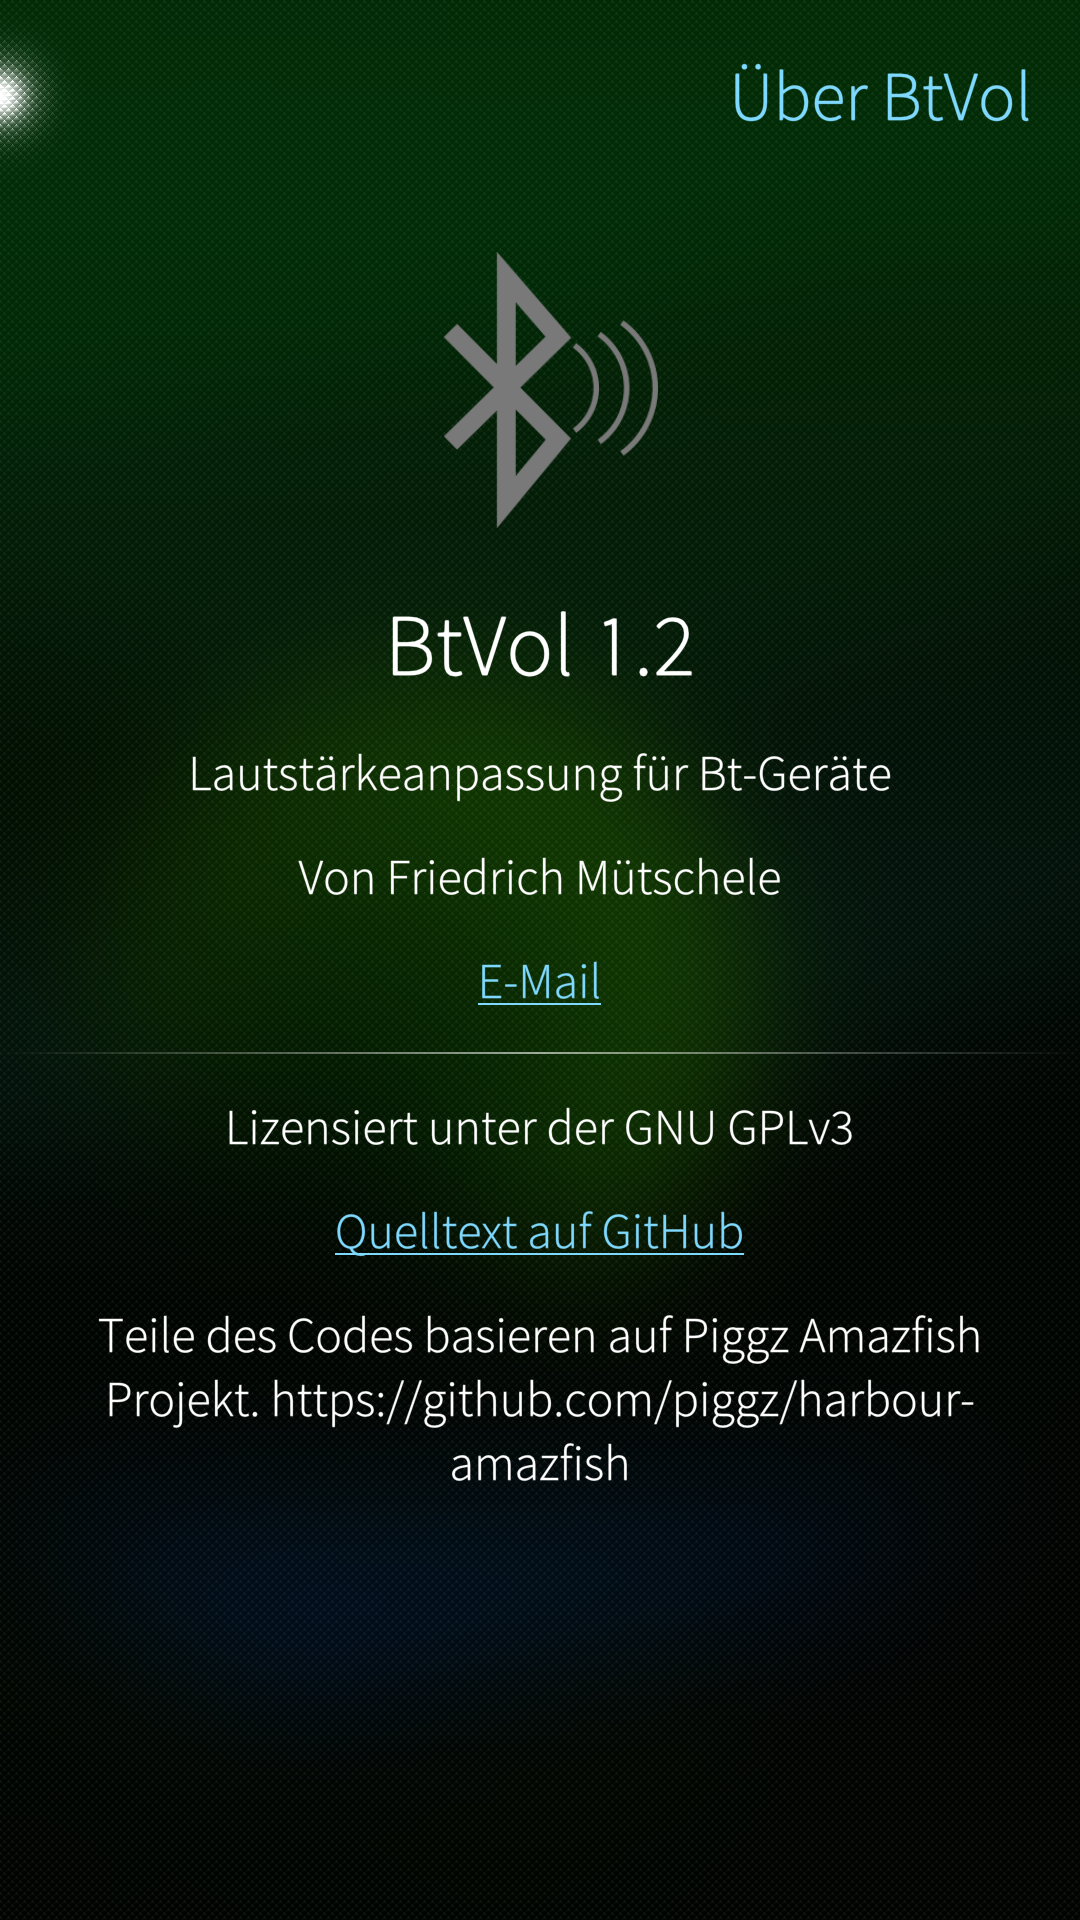 Über BtVol
BtVol 1.2
Lautstärkeanpassung für Bt-Geräte
Von Friedrich Mütschele
E-Mail
Lizensiert unter der GNU GPLv3
Quelltext auf GitHub
Teile des Codes basieren auf Piggz Amazfish
Projekt. https://github.com/piggz/harbour-
amazfish